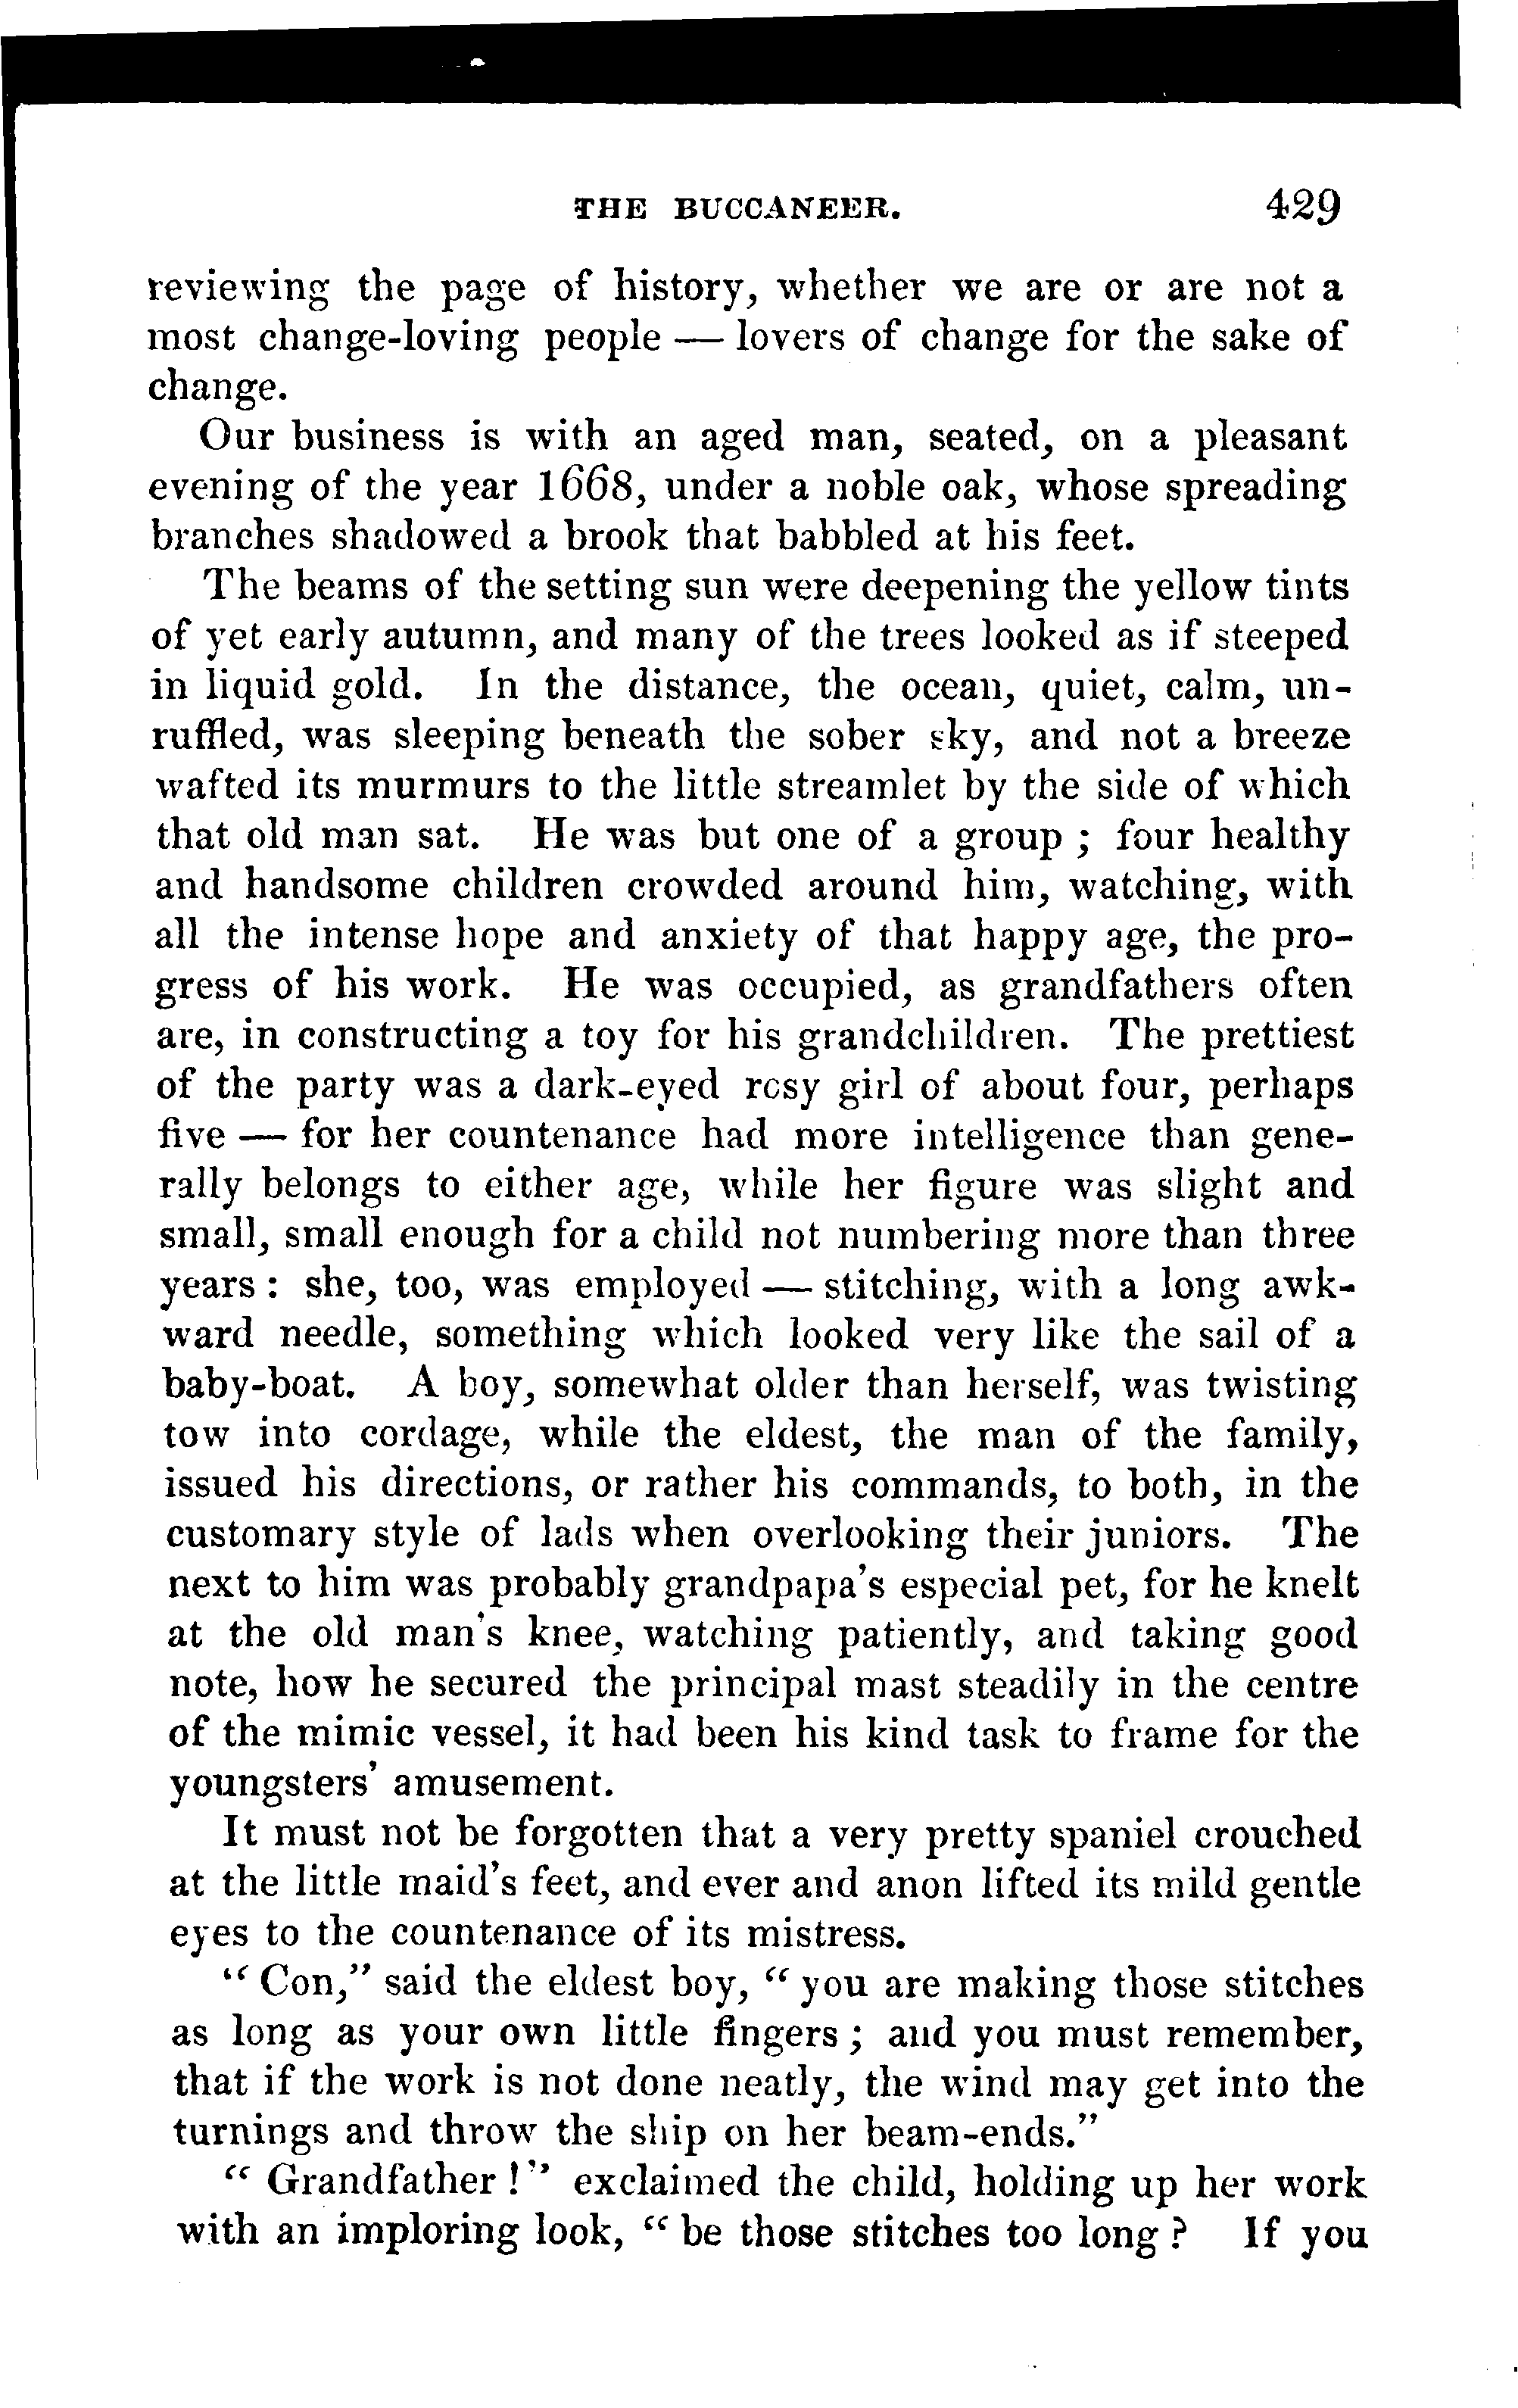 THE BUCCANEER. 429
reviewing the page of history, whether we are or are not a
most change-loving people — lovers of change for the sake of
change.
Our business is with an aged man, seated, on a pleasant
evening of the year 1668, under a noble oak, whose spreading
branches shadowed a brook that babbled at his feet.
The beams of the setting sun were deepening the yellow tints
of yet early autumn, and many of the trees looked as if steeped
in liquid gold. In the distance, the ocean, quiet, calm, un-
ruffled, was sleeping beneath the sober sky, and not a breeze
wafted its murmurs to the little streamlet by the side of which
that old man sat. He was but one of a group ; four healthy
and handsome children crowded around him, watching, with
all the intense hope and anxiety of that happy age, the pro-
gress of his work. He was occupied, as grandfathers often
are, in constructing a toy for his grandchildren. The prettiest
of the party was a dark-eyed rosy girl of about four, perhaps
five — for her countenance had more intelligence than gene-
rally belongs to either age, while her figure was slight and
small, small enough for a child not numbering more than three
years : she, too, was employed — stitching, with a long awk-
ward needle, something which looked very like the sail of a
baby-boat. A boy, somewhat older than herself, was twisting
tow into cordage, while the eldest, the man of the family,
issued his directions, or rather his commands, to both, in the
customary style of lads when overlooking their juniors. The
next to him was probably grandpapa's especial pet, for he knelt
at the old man's knee, watching patiently, and taking good
note, how he secured the principal mast steadily in the centre
of the mimic vessel, it had been his kind task to frame for the
youngsters' amusement.
It must not be forgotten that a very pretty spaniel crouched
at the little maid's feet, and ever and anon lifted its mild gentle
eyes to the countenance of its mistress.
“ Con,” said the eldest boy, “ you are making those stitches
as long as your own little fingers ; and you must remember,
that if the work is not done neatly, the wind may get into the
turnings and throw the ship on her beam-ends.”
“ Grandfather !” exclaimed the child, holding up her work
with an imploring look, “ be those stitches too long ? If you